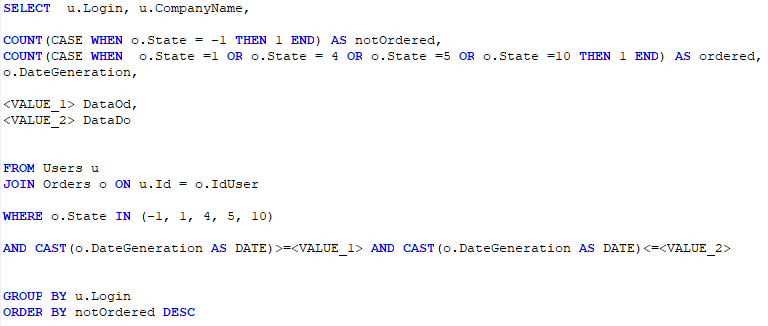 SELECT  u.Login, u.CompanyName,
COUNT(CASE WHEN o.State = -1 THEN 1 END) AS notOrdered,
COUNT(CASE WHEN  o.State =1 OR o.State = 4 OR o.State =5 OR o.State =10 THEN 1 END) AS ordered,
o.DateGeneration,
<VALUE_1> DataOd,
<VALUE_2> DataDo
FROM Users u
JOIN Orders o ON u.Id = o.IdUser
WHERE o.State IN (-1, 1, 4, 5, 10)
AND CAST(o.DateGeneration AS DATE)>=<VALUE_1> AND CAST(o.DateGeneration AS DATE)<=<VALUE_2>
GROUP BY u.Login
ORDER BY notOrdered DESC